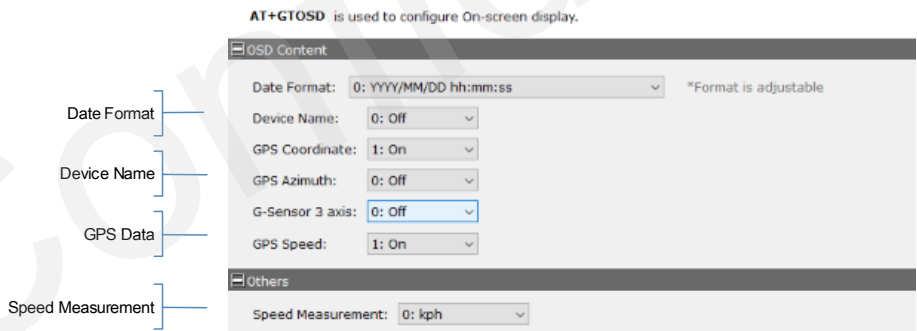 AT+GTOSD is used to configure On-screen display.
OSD Content
Date Format: 0: YYYY/MM/DD hh:mm:ss *Format is adjustable
Date Format
Device Name: 0: Off
GPS Coordinate: 1: On
Device Name
GPS Azimuth: 0: Off
G-Sensor 3 axis: 0: Off
GPS Data
GPS Speed: 1: On
Others
Speed Measurement
Speed Measurement: 0: kph